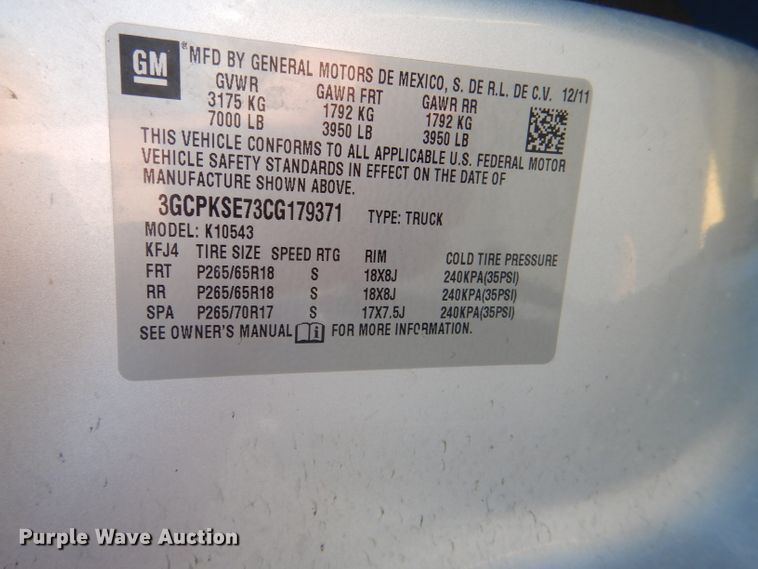 GM
®MFD BY GENERAL MOTORS DE MEXICO, S. DE R.L. DE C.V. 12/11
GVWR GAWR FRT GAWR RR
3175 KG 1792 KG 1792 KG
7000 LB 3950 LB 3950 LB
THIS VEHICLE CONFORMS TO ALL APPLICABLE U.S. FEDERAL MOTOR
VEHICLE SAFETY STANDARDS IN EFFECT ON THE DATE OF
MANUFACTURE SHOWN ABOVE.
3GCPKSE73CG179371 TYPE: TRUCK
MODEL: K10543
KFJ4 TIRE SIZE SPEED RTG RIM COLD TIRE PRESSURE
FRT P265/65R18 S 18X8J 240KPA(35PSI)
RR P265/65R18 S 18X8J 240KPA(35PSI)
SPA P265/70R17 S 17X7.5J 240KPA(35PSI)
SEE OWNER'S MANUAL i FOR MORE INFORMATION.
Purple Wave Auction